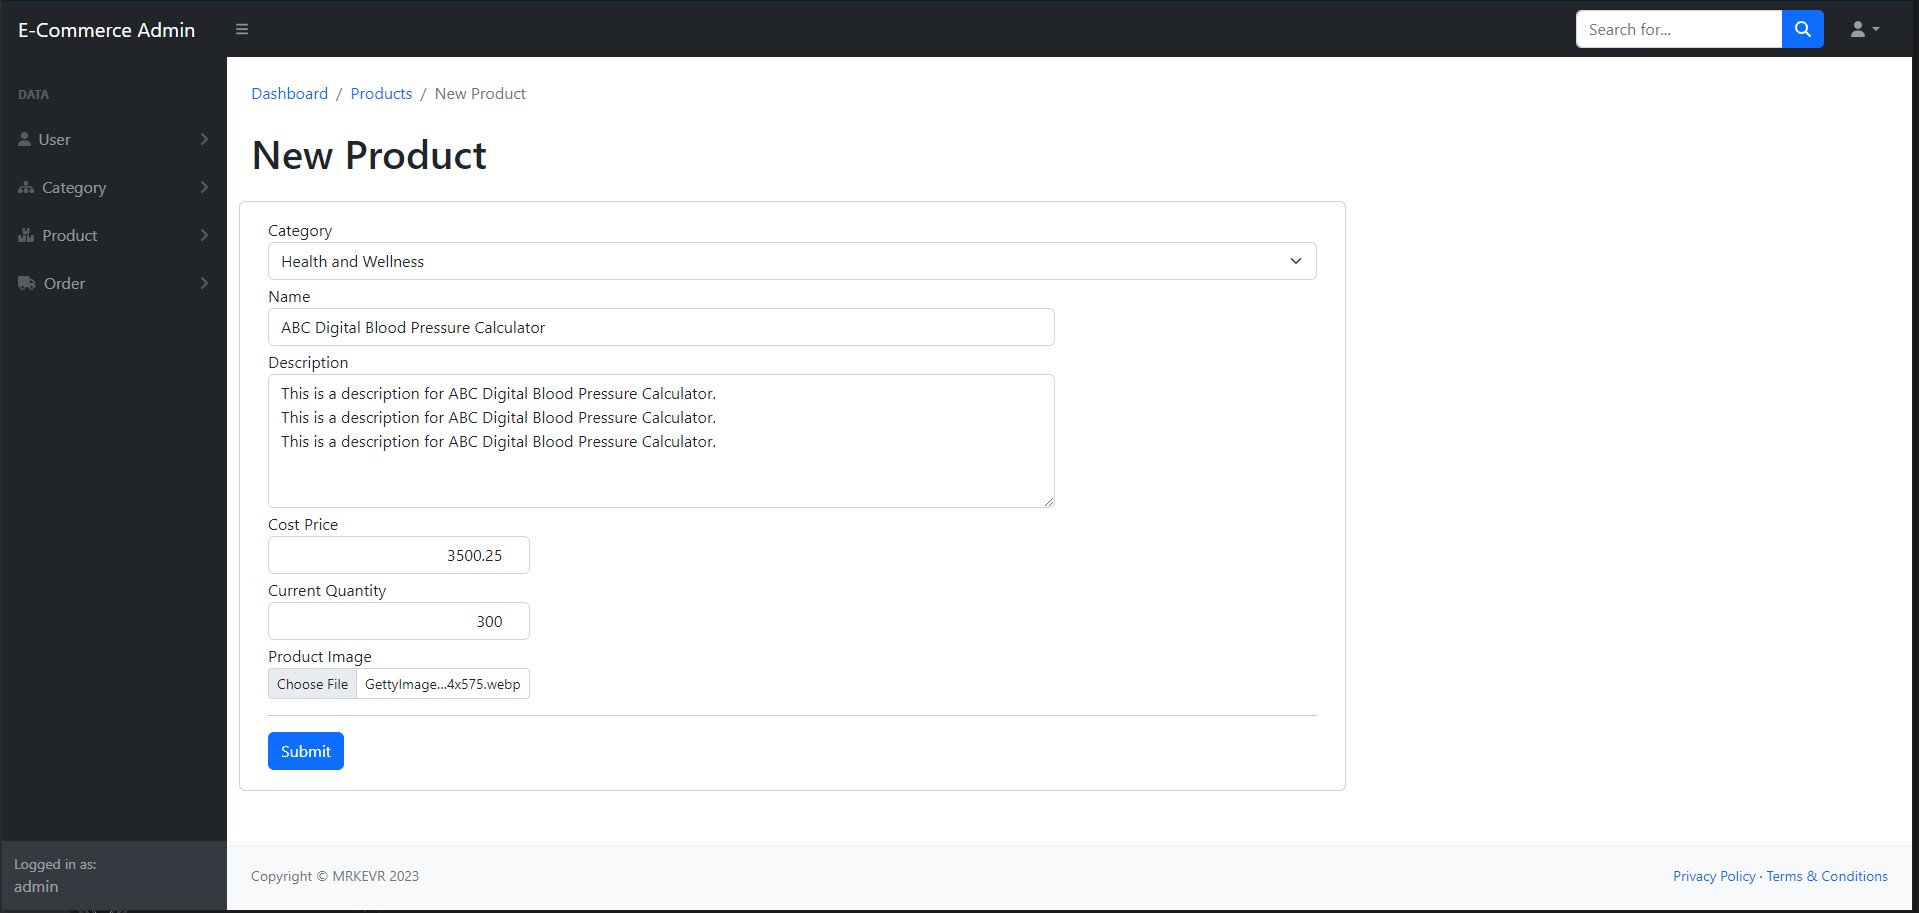 E-Commerce Admin
Search for...
DATA
User
Category
Product
Order
Logged in as:
admin
Dashboard / Products / New Product
New Product
Category
Health and Wellness
Name
ABC Digital Blood Pressure Calculator
Description
This is a description for ABC Digital Blood Pressure Calculator.
This is a description for ABC Digital Blood Pressure Calculator.
This is a description for ABC Digital Blood Pressure Calculator.
Cost Price
3500.25
Current Quantity
300
Product Image
Choose File GettyImage...4x575.webp
Submit
Copyright © MRKEVR 2023
Privacy Policy · Terms & Conditions